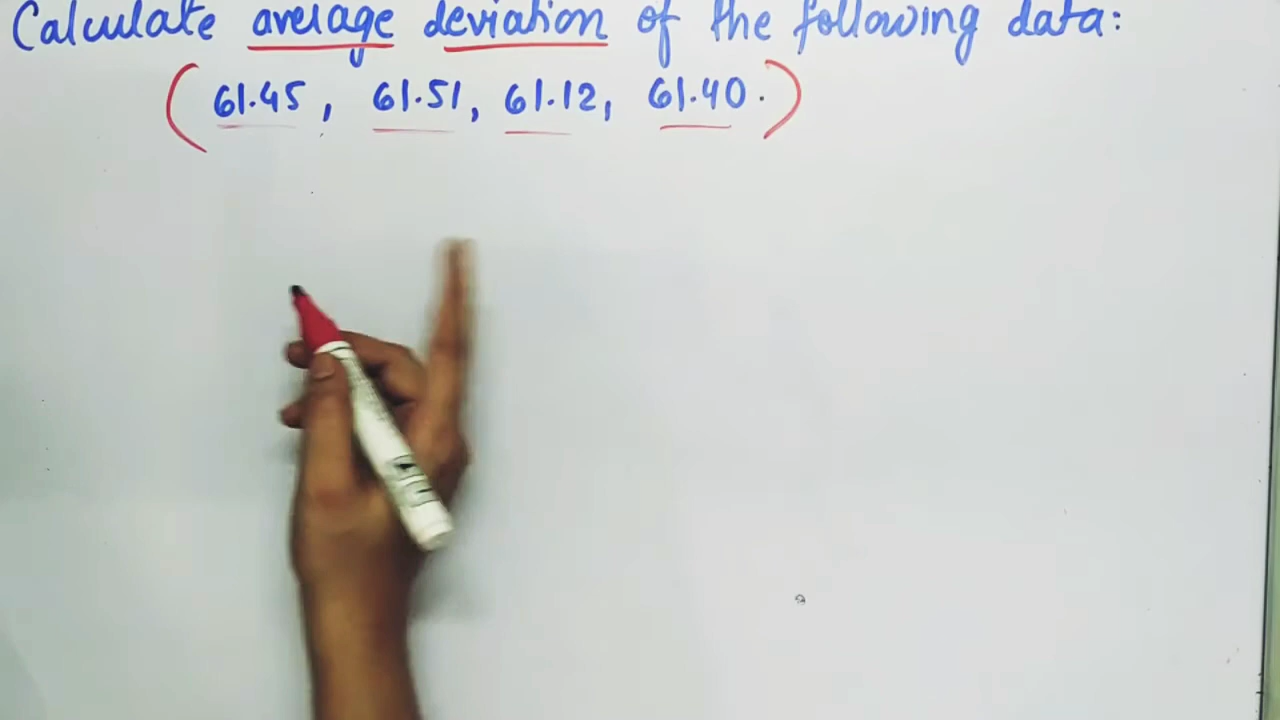 Calculate average deviation of the following data:
(61.45, 61.51, 61.12, 61.40.)